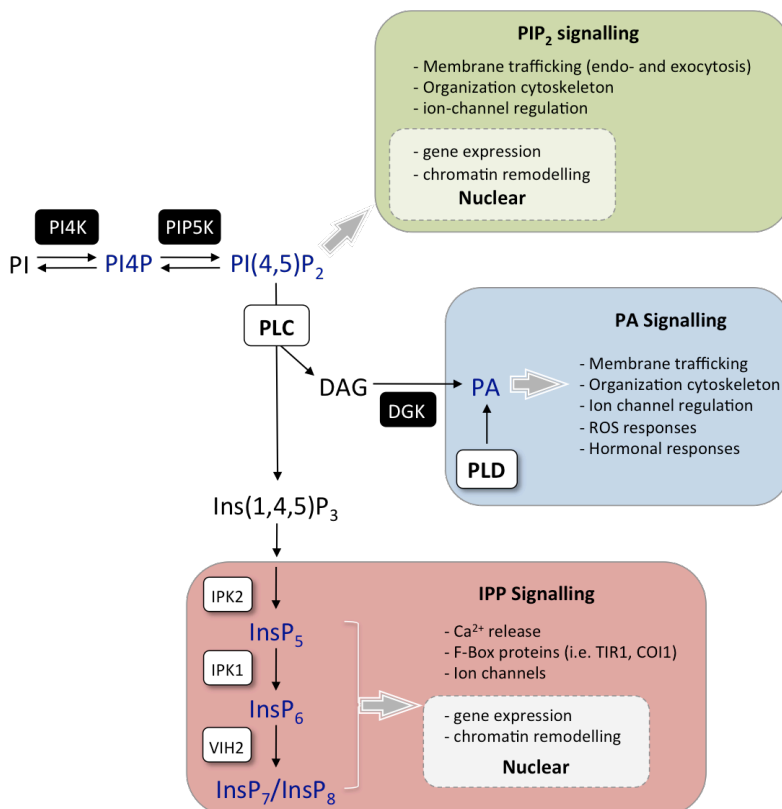 PIP₂ signalling
- Membrane trafficking (endo- and exocytosis)
- Organization cytoskeleton
- ion-channel regulation
- gene expression
- chromatin remodelling
Nuclear
PI4K
PIP5K
PI
PI4P
PI(4,5)P₂
PLC
PA Signalling
DAG
PA
DGK
PLD
- Membrane trafficking
- Organization cytoskeleton
- Ion channel regulation
- ROS responses
- Hormonal responses
Ins(1,4,5)P₃
IPP Signalling
IPK2
InsP₅
IPK1
InsP₆
VIH2
InsP₇/InsP₈
- Ca²⁺ release
- F-Box proteins (i.e. TIR1, COI1)
- Ion channels
- gene expression
- chromatin remodelling
Nuclear